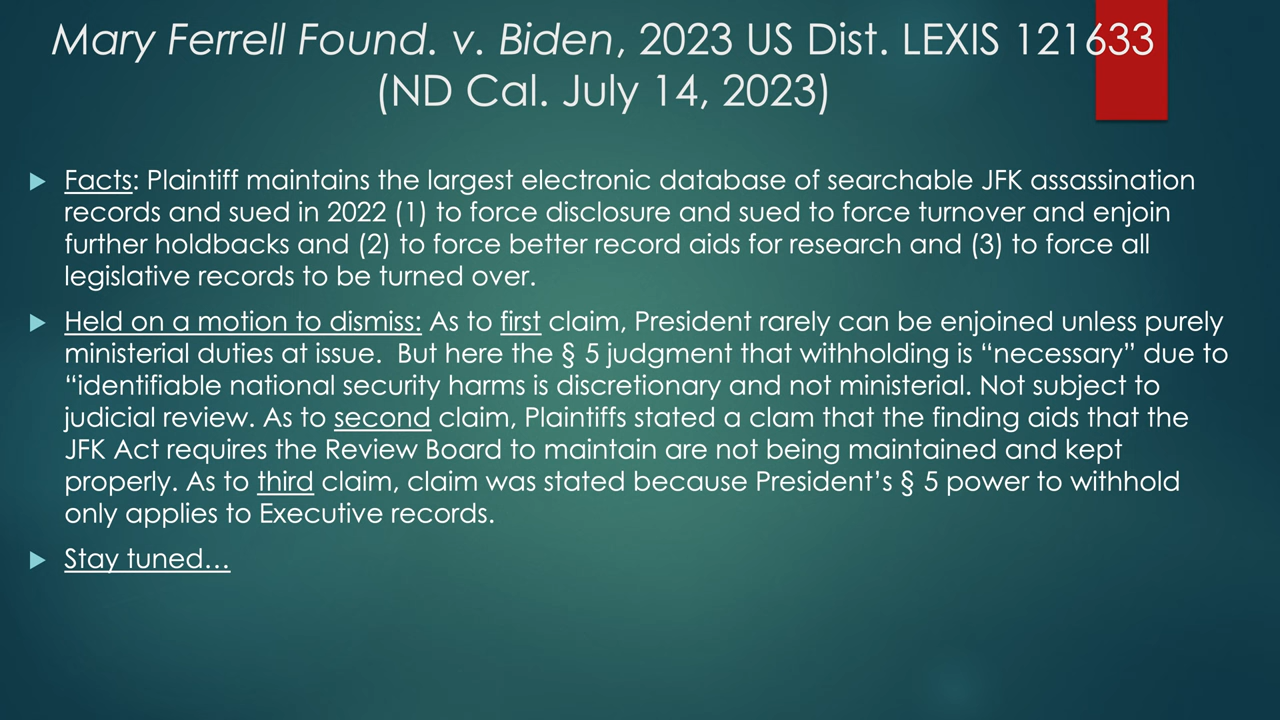 Mary Ferrell Found. v. Biden, 2023 US Dist. LEXIS 121633
(ND Cal. July 14, 2023)
Facts: Plaintiff maintains the largest electronic database of searchable JFK assassination
records and sued in 2022 (1) to force disclosure and sued to force turnover and enjoin
further holdbacks and (2) to force better record aids for research and (3) to force all
legislative records to be turned over.
Held on a motion to dismiss: As to first claim, President rarely can be enjoined unless purely
ministerial duties at issue.  But here the § 5 judgment that withholding is “necessary” due to
“identifiable national security harms is discretionary and not ministerial. Not subject to
judicial review. As to second claim, Plaintiffs stated a clam that the finding aids that the
JFK Act requires the Review Board to maintain are not being maintained and kept
properly. As to third claim, claim was stated because President’s § 5 power to withhold
only applies to Executive records.
Stay tuned…